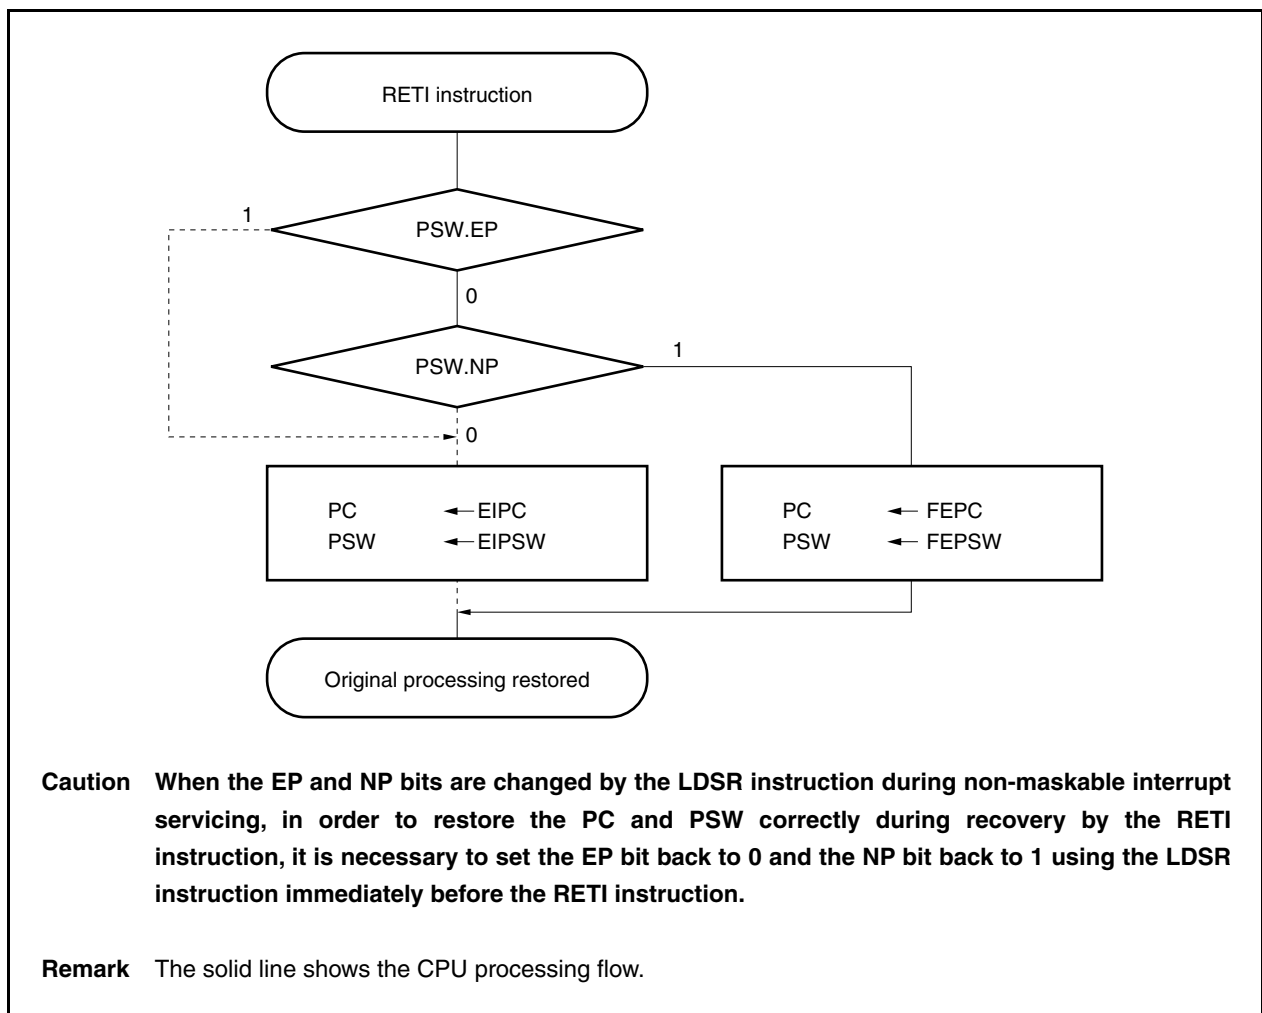 RETI instruction
1
PSW.EP
0
1
PSW.NP
0
PC ← EIPC
PSW ← EIPSW
PC ← FEPC
PSW ← FEPSW
Original processing restored
Caution When the EP and NP bits are changed by the LDSR instruction during non-maskable interrupt
servicing, in order to restore the PC and PSW correctly during recovery by the RETI
instruction, it is necessary to set the EP bit back to 0 and the NP bit back to 1 using the LDSR
instruction immediately before the RETI instruction.
Remark The solid line shows the CPU processing flow.